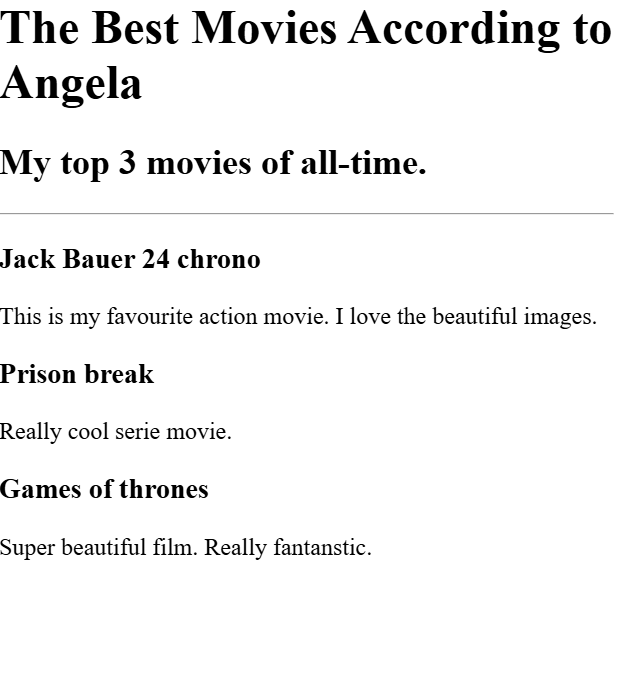 The Best Movies According to
Angela
My top 3 movies of all-time.
Jack Bauer 24 chrono
This is my favourite action movie. I love the beautiful images.
Prison break
Really cool serie movie.
Games of thrones
Super beautiful film. Really fantanstic.